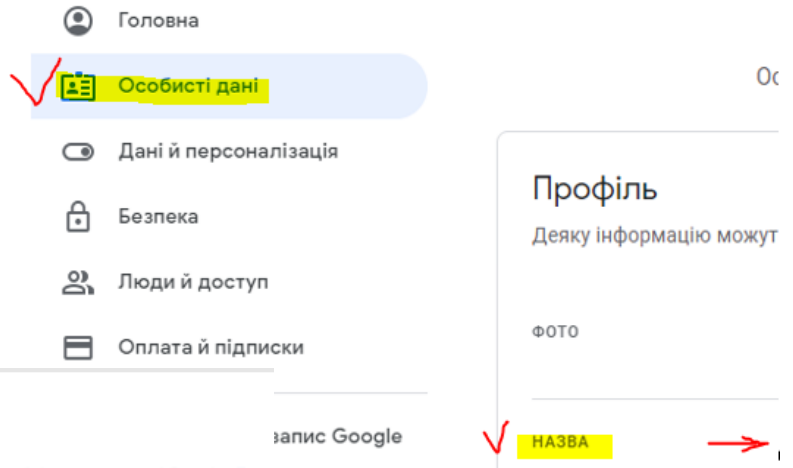 Головна
Особисті дані
Дані й персоналізація
Безпека
Люди й доступ
Оплата й підписки
запис Google
Профіль
Деяку інформацію можут
ФОТО
НАЗВА